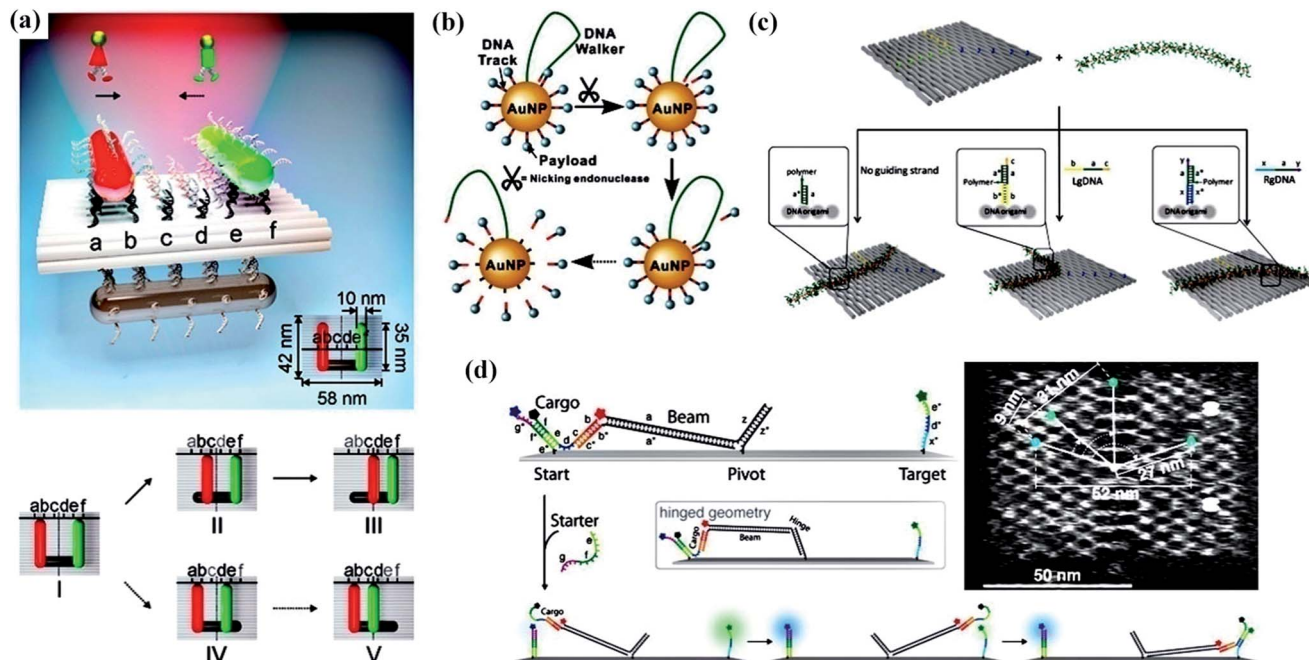 (a)
a b c d e f
10 nm
abcdef
42 nm
35 nm
58 nm
abcdef
I
abcdef
II
abcdef
III
abcdef
IV
abcdef
V
(b)
DNA
Track
DNA
Walker
AuNP
AuNP
Payload
= Nicking endonuclease
AuNP
AuNP
(c)
+
No guiding strand
polymer
a* a
DNA origami
c
a a
Polymer
a*
b* b
DNA origami
b a c
LgDNA
y
a a
Polymer
x x*
DNA origami
x a y
RgDNA
(d)
Cargo
Beam
g* f f* e e* d c c* b b* a a* z z*
e* d* x*
Start
Pivot
Target
Starter
g f e
hinged geometry
Cargo
Beam
Hinge
Cargo
9 nm
31 nm
27 nm
52 nm
50 nm